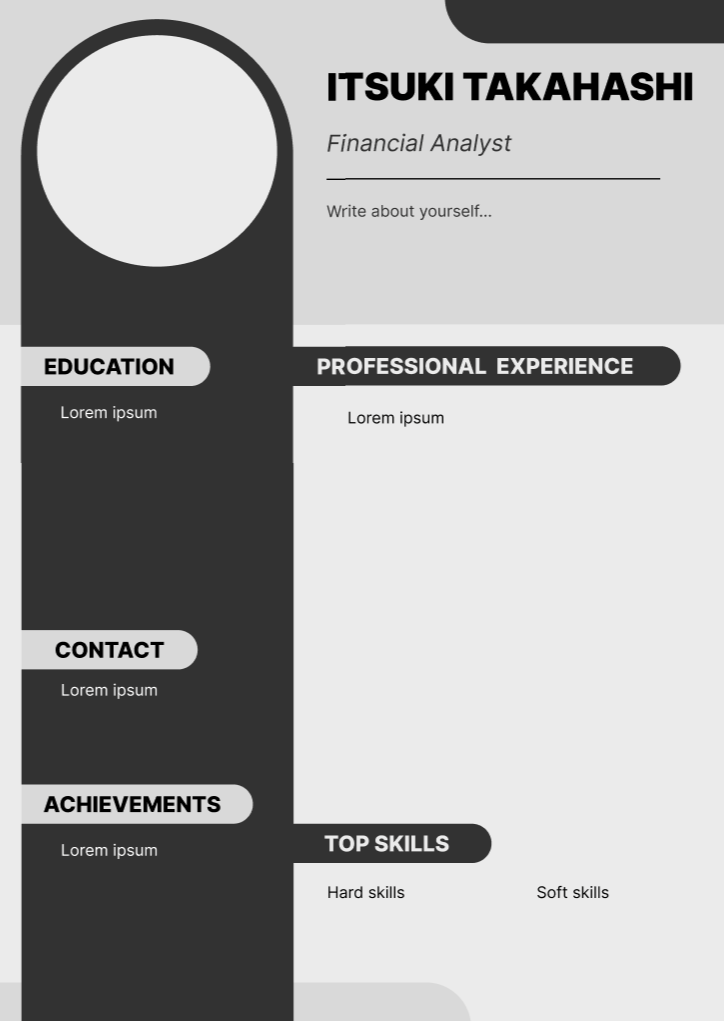 ITSUKI TAKAHASHI
Financial Analyst
Write about yourself...
EDUCATION
Lorem ipsum
CONTACT
Lorem ipsum
ACHIEVEMENTS
Lorem ipsum
PROFESSIONAL EXPERIENCE
Lorem ipsum
TOP SKILLS
Hard skills
Soft skills